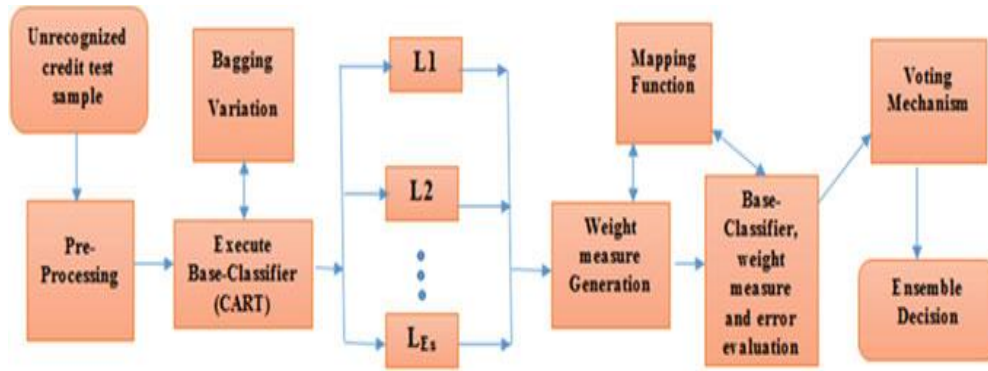 Unrecognized
credit test
sample
Pre-
Processing
Bagging
Variation
Execute
Base-Classifier
(CART)
L1
L2
LEs
Mapping
Function
Weight
measure
Generation
Base-
Classifier,
weight
measure
and error
evaluation
Voting
Mechanism
Ensemble
Decision